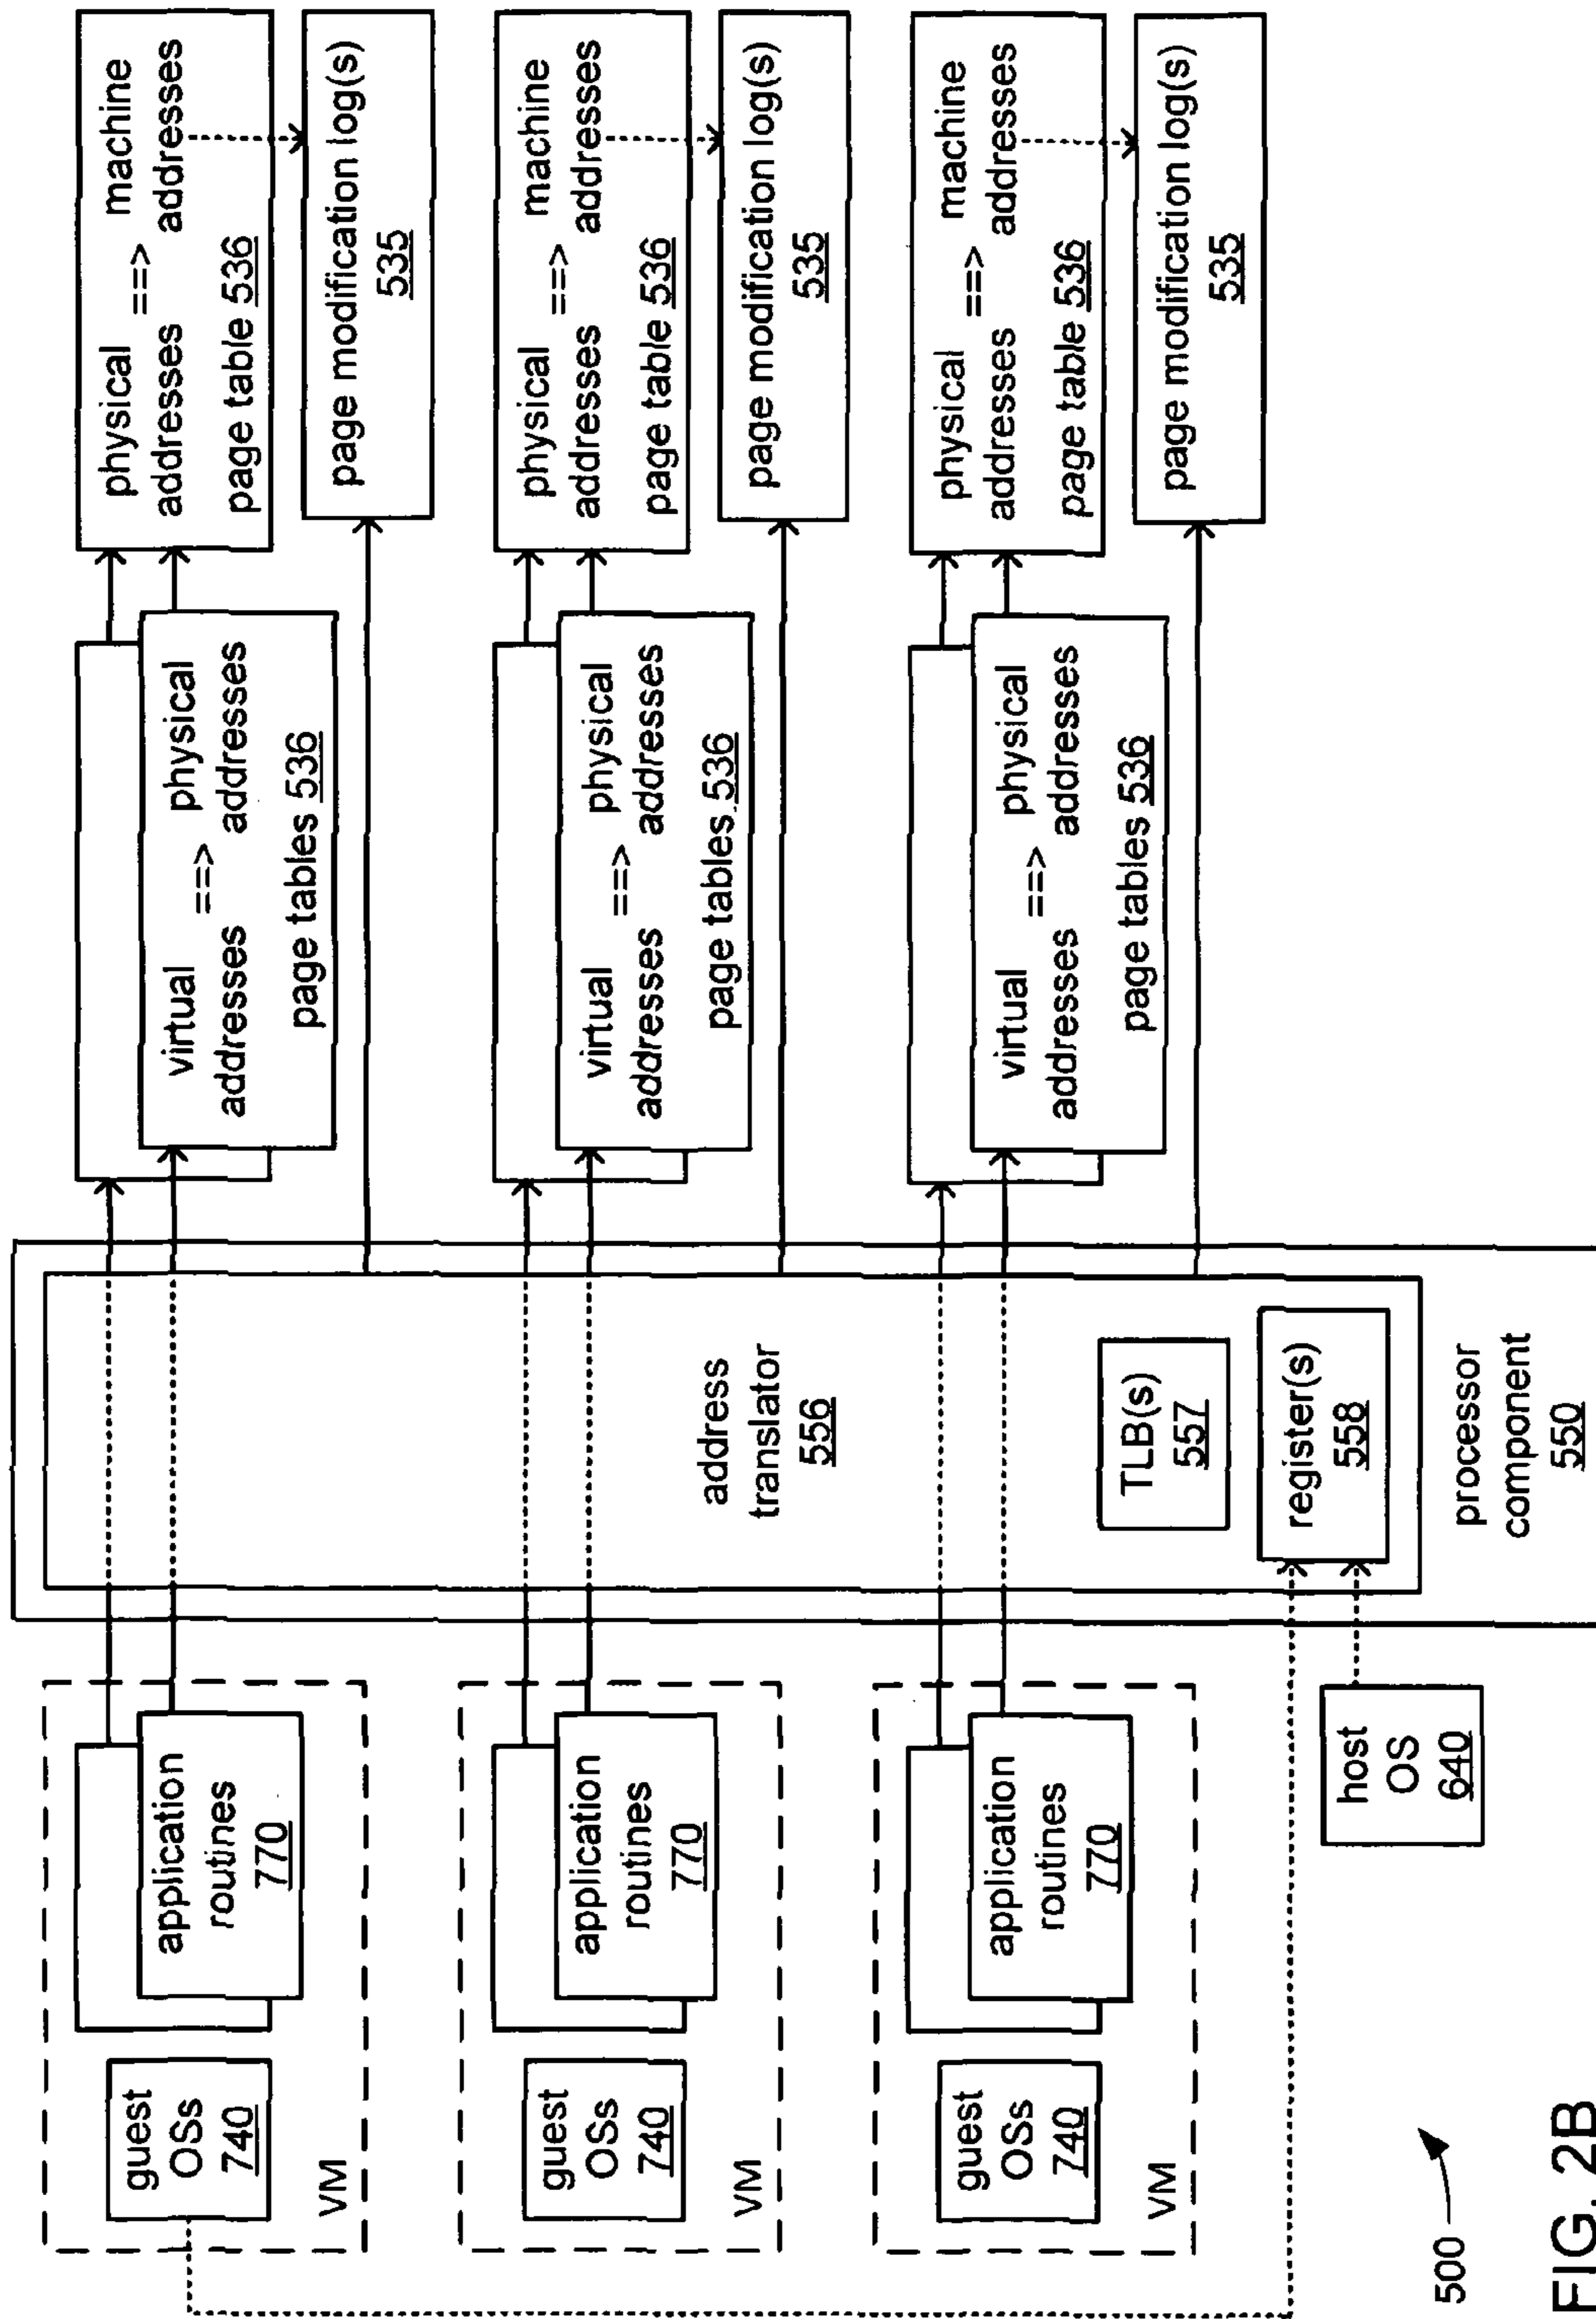 guest
OSs
740
application
routines
770
VM
virtual ==> physical
addresses addresses
page tables 536
physical ==> machine
addresses addresses
page table 536
page modification log(s)
535
guest
OSs
740
application
routines
770
VM
virtual ==> physical
addresses addresses
page tables 536
physical ==> machine
addresses addresses
page table 536
page modification log(s)
535
guest
OSs
740
application
routines
770
VM
virtual ==> physical
addresses addresses
page tables 536
physical ==> machine
addresses addresses
page table 536
page modification log(s)
535
address
translator
556
TLB(s)
557
register(s)
558
processor
component
550
host
OS
640
500
FIG. 2B